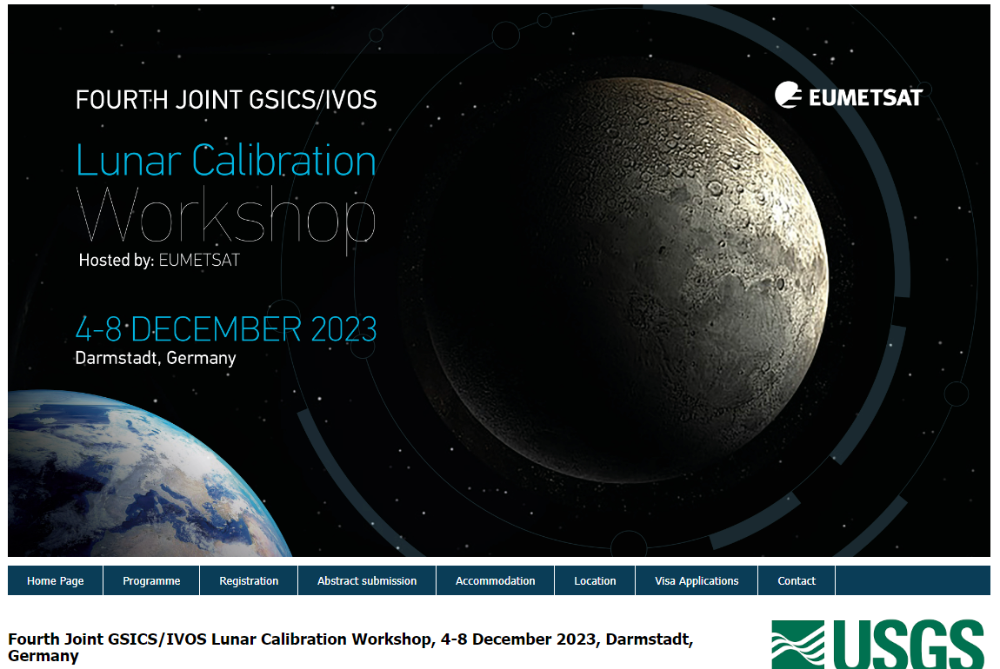 FOURTH JOINT GSICS/IVOS
EUMETSAT
Lunar Calibration
Workshop
Hosted by: EUMETSAT
4-8 DECEMBER 2023
Darmstadt, Germany
Home Page
Programme
Registration
Abstract submission
Accommodation
Location
Visa Applications
Contact
Fourth Joint GSICS/IVOS Lunar Calibration Workshop, 4-8 December 2023, Darmstadt,
Germany
USGS